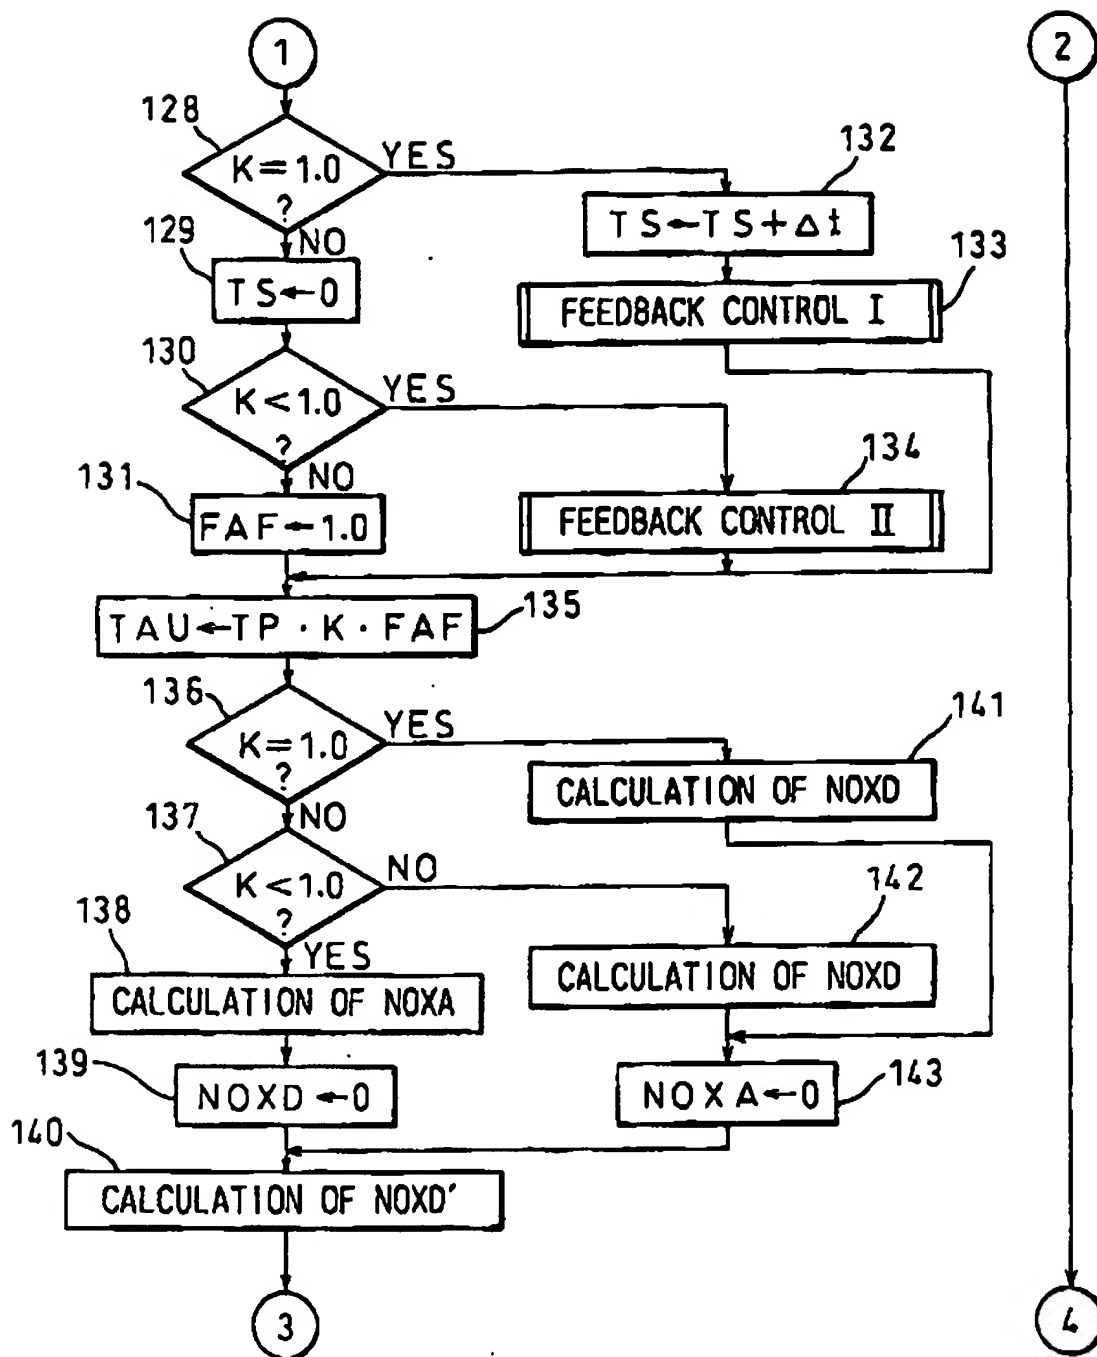 1
2
128
K=1.0
?
YES
NO
132
TS←TS+Δt
129
TS←0
133
FEEDBACK CONTROL I
130
K<1.0
?
YES
NO
134
FEEDBACK CONTROL II
131
FAF←1.0
TAU←TP·K·FAF
135
136
K=1.0
?
YES
NO
141
CALCULATION OF NOXD
137
K<1.0
?
NO
YES
142
CALCULATION OF NOXD
138
CALCULATION OF NOXA
139
NOXD←0
NOXA←0
143
140
CALCULATION OF NOXD'
3
4